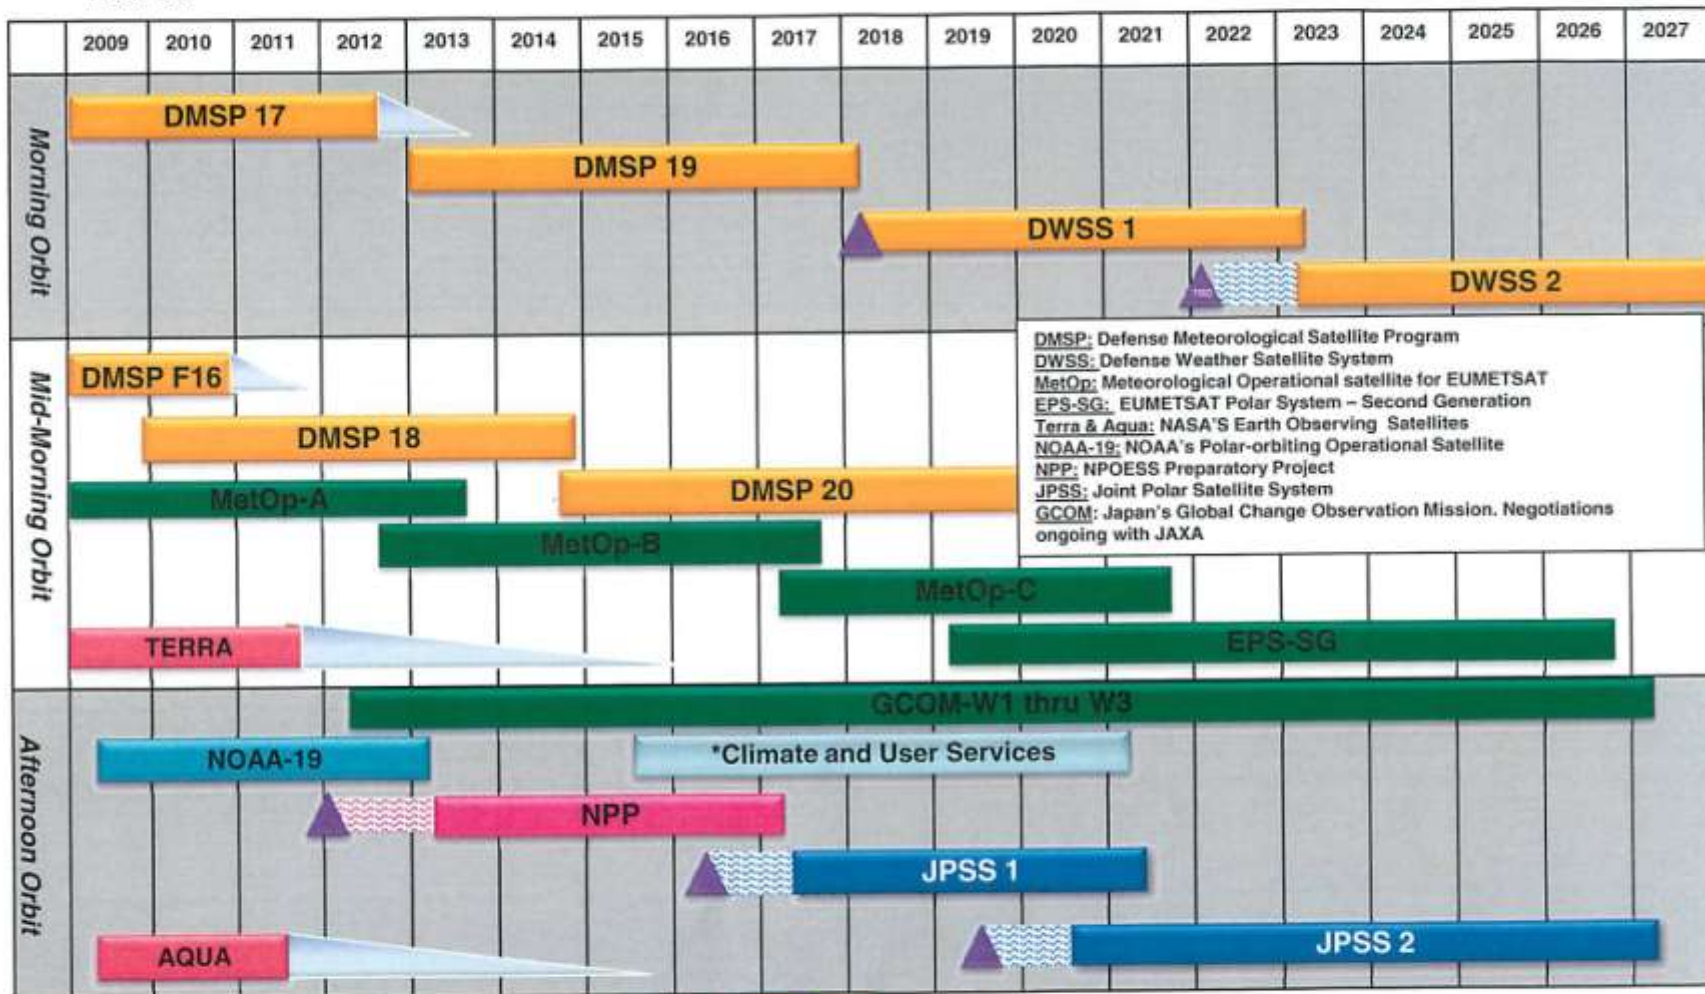 2009 2010 2011 2012 2013 2014 2015 2016 2017 2018 2019 2020 2021 2022 2023 2024 2025 2026 2027
Morning Orbit
DMSP 17
DMSP 19
DWSS 1
TBD
DWSS 2
Mid-Morning Orbit
DMSP F16
DMSP 18
MetOp-A
DMSP 20
MetOp-B
MetOp-C
TERRA
EPS-SG
DMSP: Defense Meteorological Satellite Program
DWSS: Defense Weather Satellite System
MetOp: Meteorological Operational satellite for EUMETSAT
EPS-SG: EUMETSAT Polar System – Second Generation
Terra & Aqua: NASA'S Earth Observing Satellites
NOAA-19: NOAA's Polar-orbiting Operational Satellite
NPP: NPOESS Preparatory Project
JPSS: Joint Polar Satellite System
GCOM: Japan's Global Change Observation Mission. Negotiations
ongoing with JAXA
Afternoon Orbit
GCOM-W1 thru W3
NOAA-19
*Climate and User Services
NPP
JPSS 1
AQUA
JPSS 2